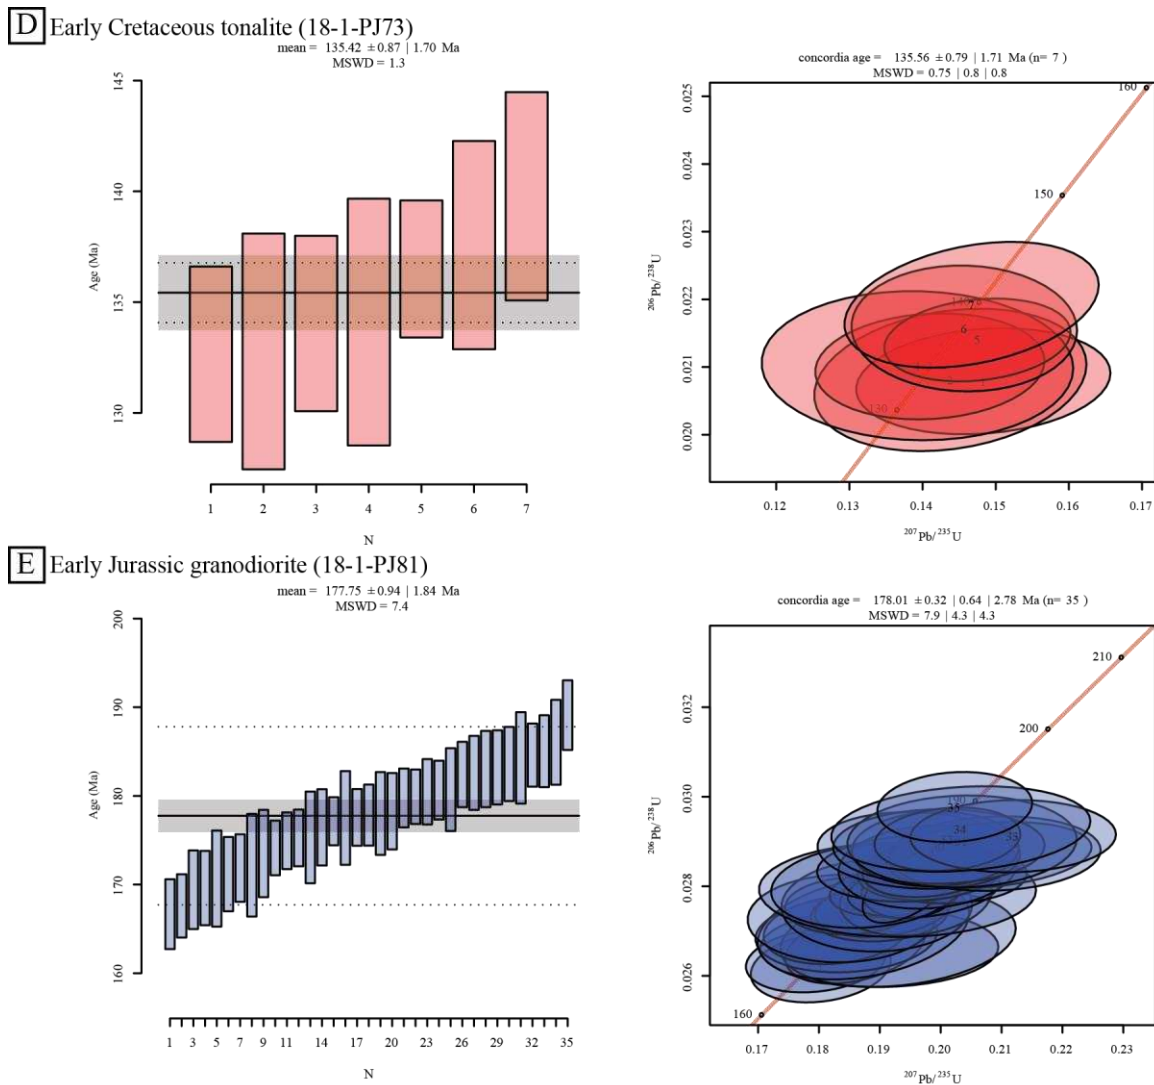 D Early Cretaceous tonalite (18-1-PJ73)
mean = 135.42 ±0.87 | 1.70 Ma
MSWD = 1.3
Age (Ma)
145
140
135
130
1 2 3 4 5 6 7
N
concordia age = 135.56 ±0.79 | 1.71 Ma (n= 7 )
MSWD = 0.75 | 0.8 | 0.8
206Pb/238U
0.025
0.024
0.023
0.022
0.021
0.020
160
150
140
7
6
5
130
0.12 0.13 0.14 0.15 0.16 0.17
207Pb/235U
E Early Jurassic granodiorite (18-1-PJ81)
mean = 177.75 ±0.94 | 1.84 Ma
MSWD = 7.4
Age (Ma)
200
190
180
170
160
1 3 5 7 9 11 14 17 20 23 26 29 32 35
N
concordia age = 178.01 ±0.32 | 0.64 | 2.78 Ma (n= 35 )
MSWD = 7.9 | 4.3 | 4.3
206Pb/238U
0.032
0.030
0.028
0.026
210
200
190
35
34
33
160
0.17 0.18 0.19 0.20 0.21 0.22 0.23
207Pb/235U